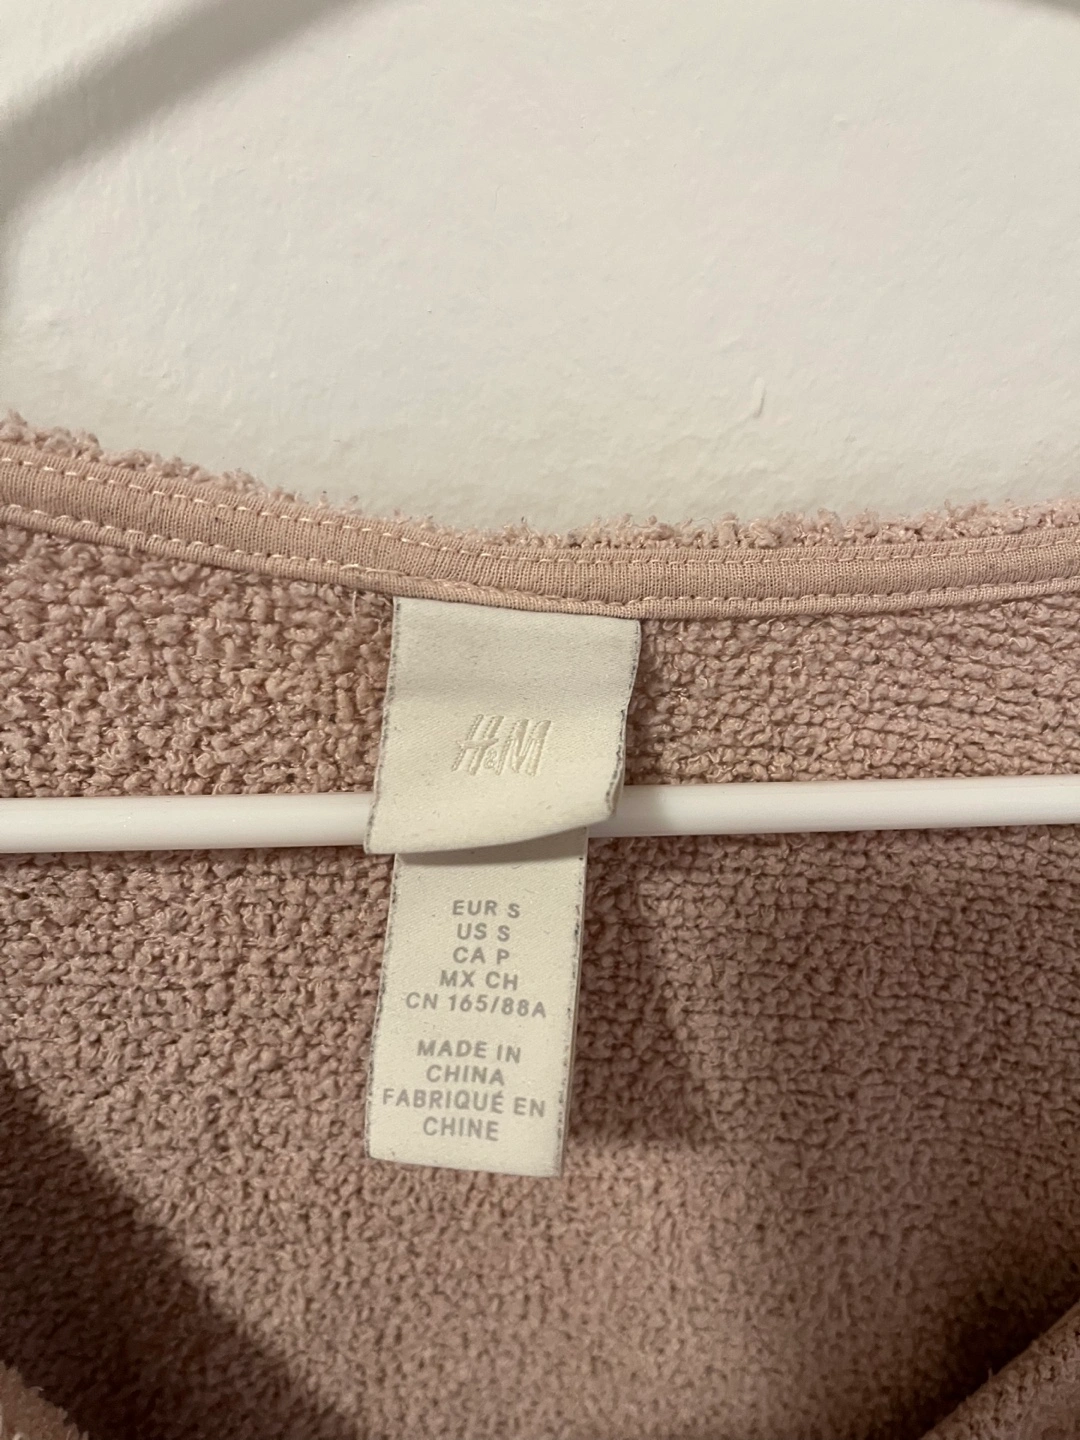 H&M
EUR S
US S
CA P
MX CH
CN 165/88A
MADE IN
CHINA
FABRIQUÉ EN
CHINE